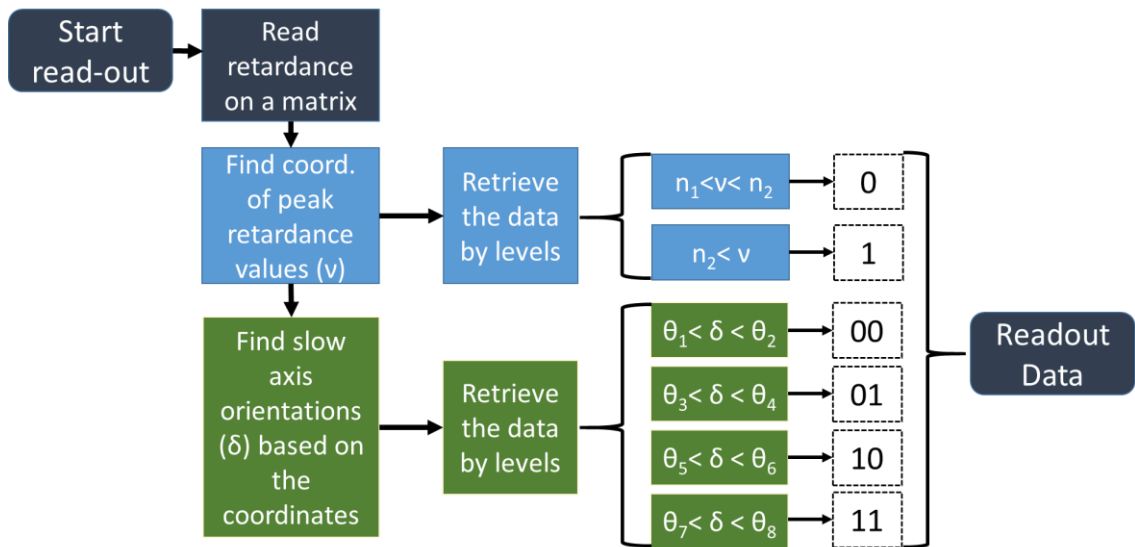 Start
read-out
Read
retardance
on a matrix
Find coord.
of peak
retardance
values (ν)
Retrieve
the data
by levels
n₁<ν< n₂
0
n₂< ν
1
Find slow
axis
orientations
(δ) based on
the
coordinates
Retrieve
the data
by levels
θ₁< δ < θ₂
00
θ₃< δ < θ₄
01
θ₅< δ < θ₆
10
θ₇< δ < θ₈
11
Readout
Data